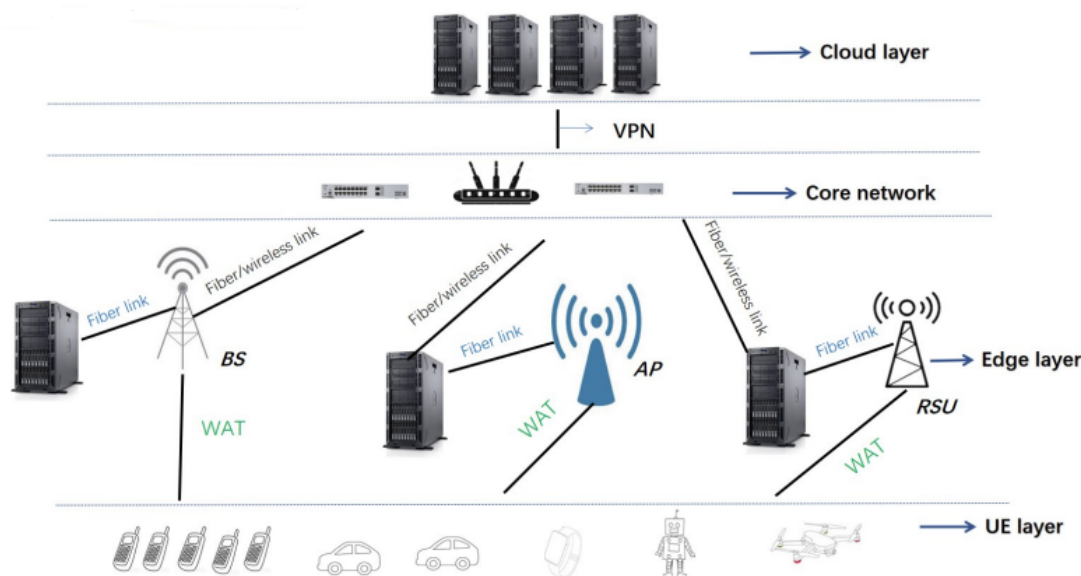 Cloud layer
VPN
Core network
Fiber/wireless link
Fiber/wireless link
Fiber/wireless link
Fiber link
BS
Fiber link
AP
Fiber link
Edge layer
RSU
WAT
WAT
WAT
UE layer